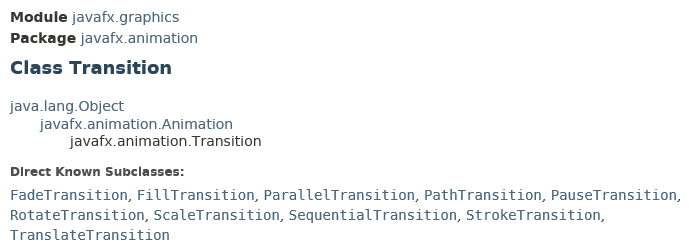 Module javafx.graphics
Package javafx.animation
Class Transition
java.lang.Object
javafx.animation.Animation
javafx.animation.Transition
Direct Known Subclasses:
FadeTransition, FillTransition, ParallelTransition, PathTransition, PauseTransition,
RotateTransition, ScaleTransition, SequentialTransition, StrokeTransition,
TranslateTransition